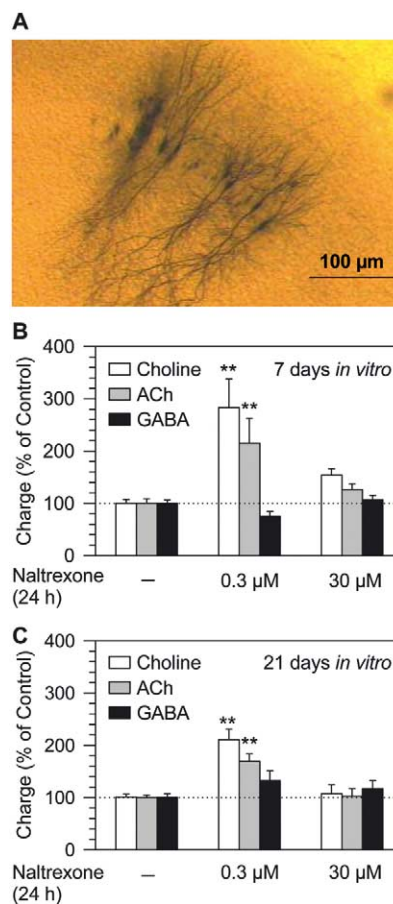 A
100 µm
B
400
300
200
100
0
Charge (% of Control)
Choline
ACh
GABA
7 days in vitro
**
**
Naltrexone
(24 h)
–
0.3 µM
30 µM
C
400
300
200
100
0
Charge (% of Control)
Choline
ACh
GABA
21 days in vitro
**
**
Naltrexone
(24 h)
–
0.3 µM
30 µM